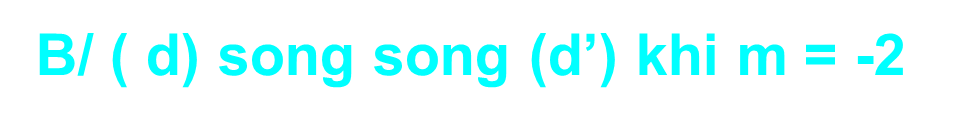 B/ ( d) song song (d’) khi m = -2